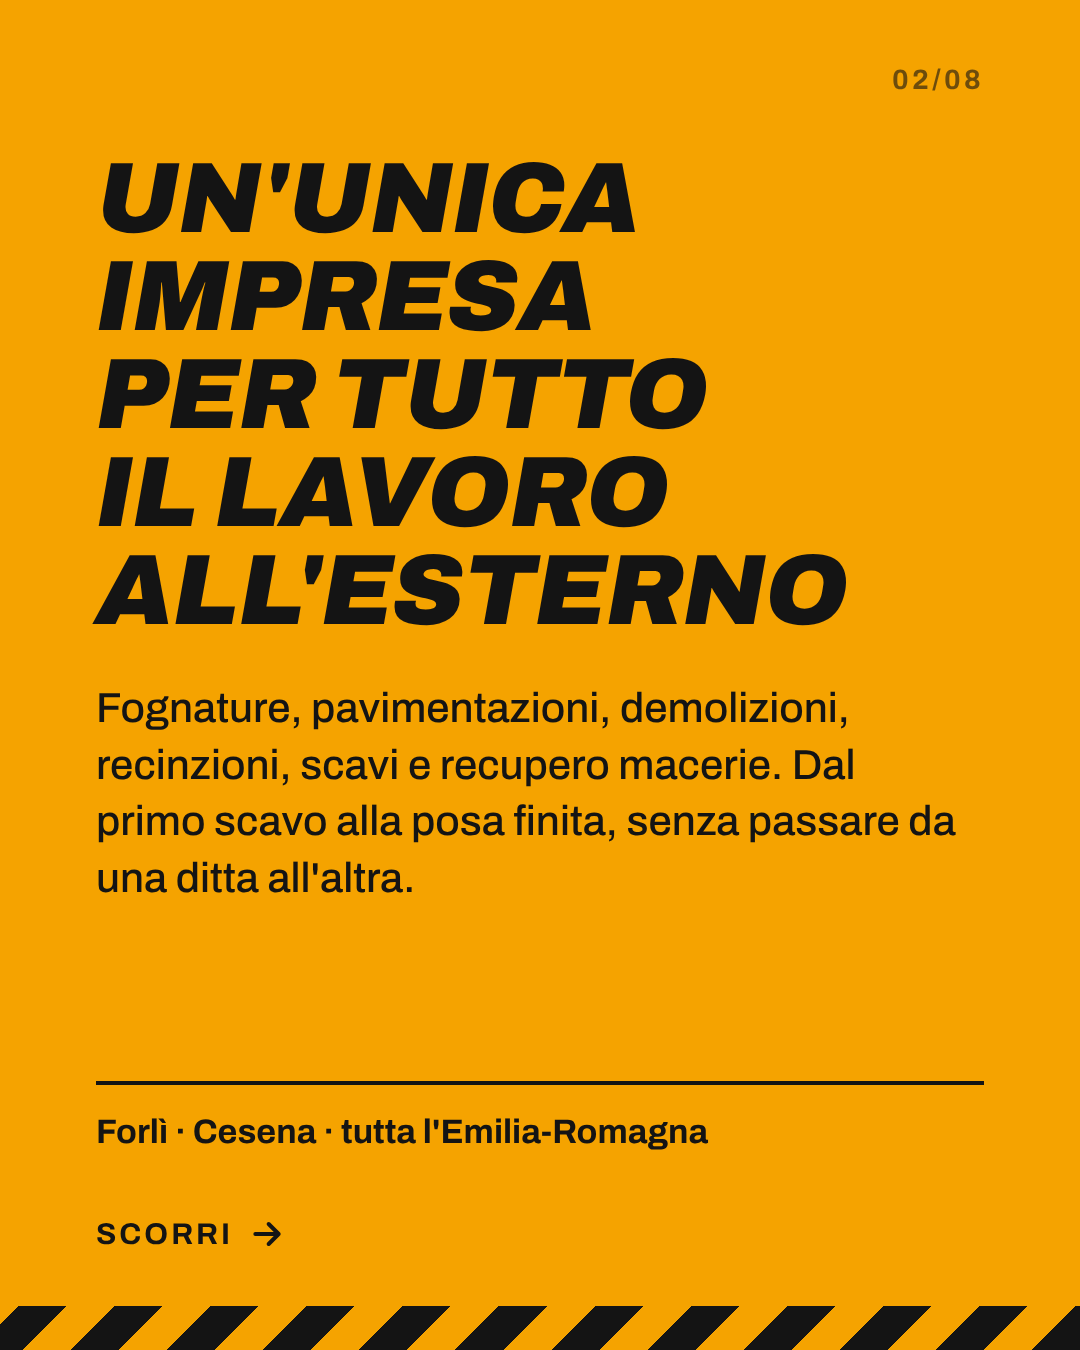 02/08
UN'UNICA
IMPRESA
PER TUTTO
IL LAVORO
ALL'ESTERNO
Fognature, pavimentazioni, demolizioni,
recinzioni, scavi e recupero macerie. Dal
primo scavo alla posa finita, senza passare da
una ditta all'altra.
Forlì · Cesena · tutta l'Emilia-Romagna
SCORRI →